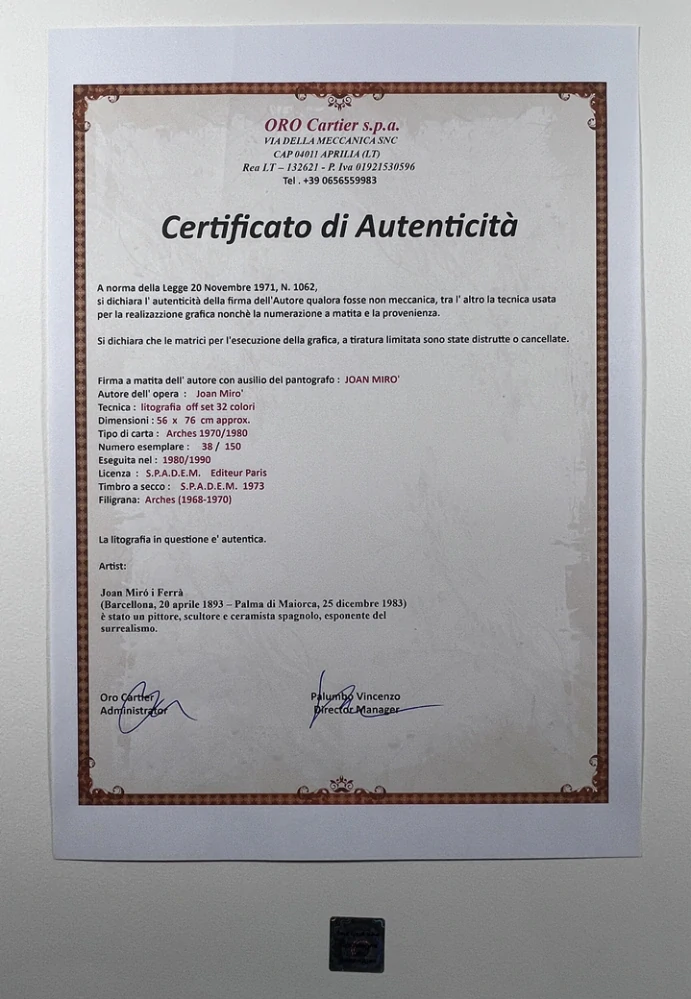 ORO Cartier s.p.a.
VIA DELLA MECCANICA SNC
CAP 04011 APRILIA (LT)
Rea LT – 132621 - P. Iva 01921530596
Tel . +39 0656559983
Certificato di Autenticità
A norma della Legge 20 Novembre 1971, N. 1062,
si dichiara l' autenticità della firma dell'Autore qualora fosse non meccanica, tra l' altro la tecnica usata
per la realizazzione grafica nonchè la numerazione a matita e la provenienza.
Si dichiara che le matrici per l'esecuzione della grafica, a tiratura limitata sono state distrutte o cancellate.
Firma a matita dell' autore con ausilio del pantografo : JOAN MIRO'
Autore dell' opera : Joan Miro'
Tecnica : litografia off set 32 colori
Dimensioni : 56 x 76 cm approx.
Tipo di carta : Arches 1970/1980
Numero esemplare : 38 / 150
Eseguita nel : 1980/1990
Licenza : S.P.A.D.E.M. Editeur Paris
Timbro a secco : S.P.A.D.E.M. 1973
Filigrana: Arches (1968-1970)
La litografia in questione e' autentica.
Artist:
Joan Miró i Ferrà
(Barcellona, 20 aprile 1893 – Palma di Maiorca, 25 dicembre 1983)
è stato un pittore, scultore e ceramista spagnolo, esponente del
surrealismo.
Oro Cartier
Administrator
Palumbo Vincenzo
Director Manager